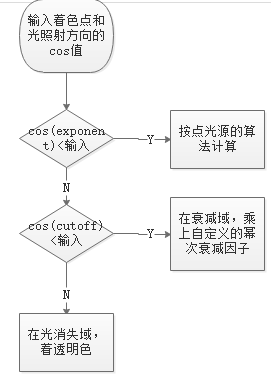 输入着色点和
光照射方向的
cos值
cos(exponen
t)<输入
Y
按点光源的算
法计算
N
cos(cutoff)
<输入
Y
在衰减域，乘
上自定义的幂
次衰减因子
N
在光消失域，
着透明色